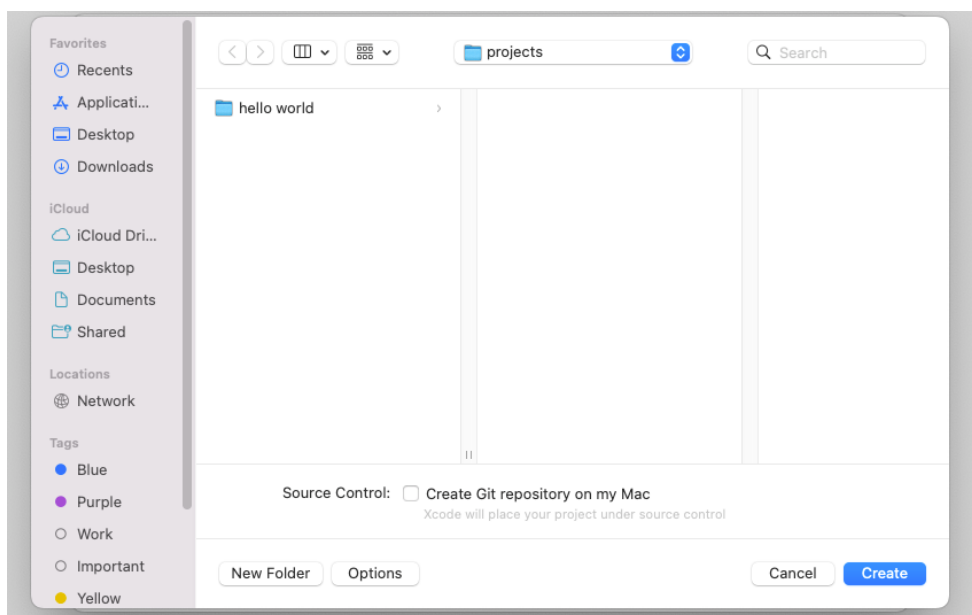 Favorites
Recents
Applicati...
Desktop
Downloads
iCloud
iCloud Dri...
Desktop
Documents
Shared
Locations
Network
Tags
Blue
Purple
Work
Important
Yellow
projects
Search
hello world
Source Control: Create Git repository on my Mac
Xcode will place your project under source control
New Folder Options Cancel Create